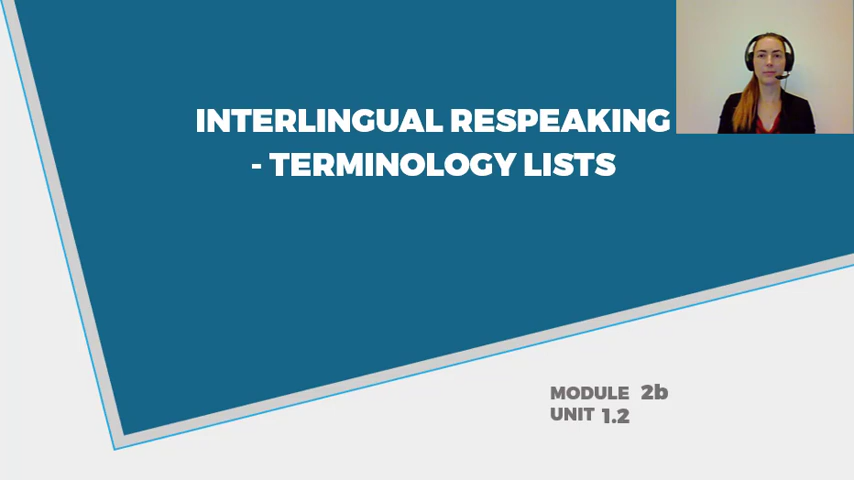 INTERLINGUAL RESPEAKING
- TERMINOLOGY LISTS
MODULE 2b
UNIT 1.2